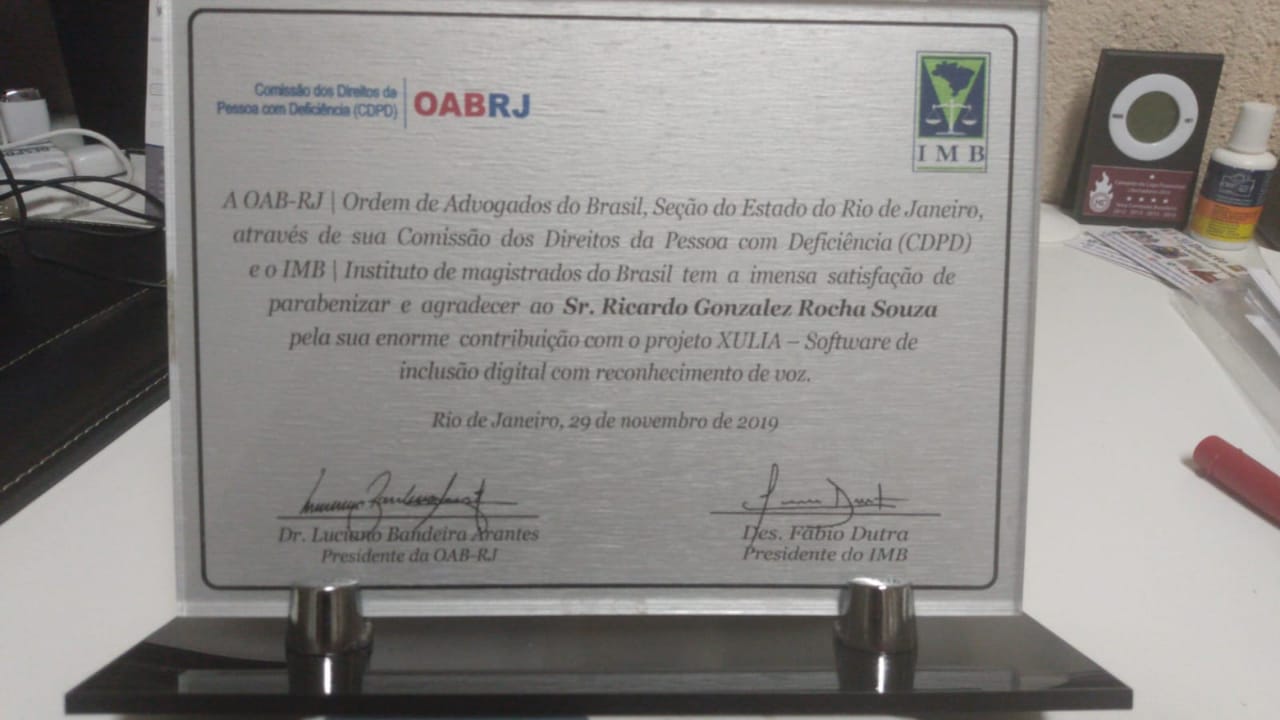 Comissão dos Direitos da
Pessoa com Deficiência (CDPD)
OABRJ
IMB
A OAB-RJ | Ordem de Advogados do Brasil, Seção do Estado do Rio de Janeiro,
através de sua Comissão dos Direitos da Pessoa com Deficiência (CDPD)
e o IMB | Instituto de magistrados do Brasil tem a imensa satisfação de
parabenizar e agradecer ao Sr. Ricardo Gonzalez Rocha Souza
pela sua enorme contribuição com o projeto XULIA – Software de
inclusão digital com reconhecimento de voz.
Rio de Janeiro, 29 de novembro de 2019
Dr. Luciano Bandeira Arantes
Presidente da OAB-RJ
Des. Fábio Dutra
Presidente do IMB